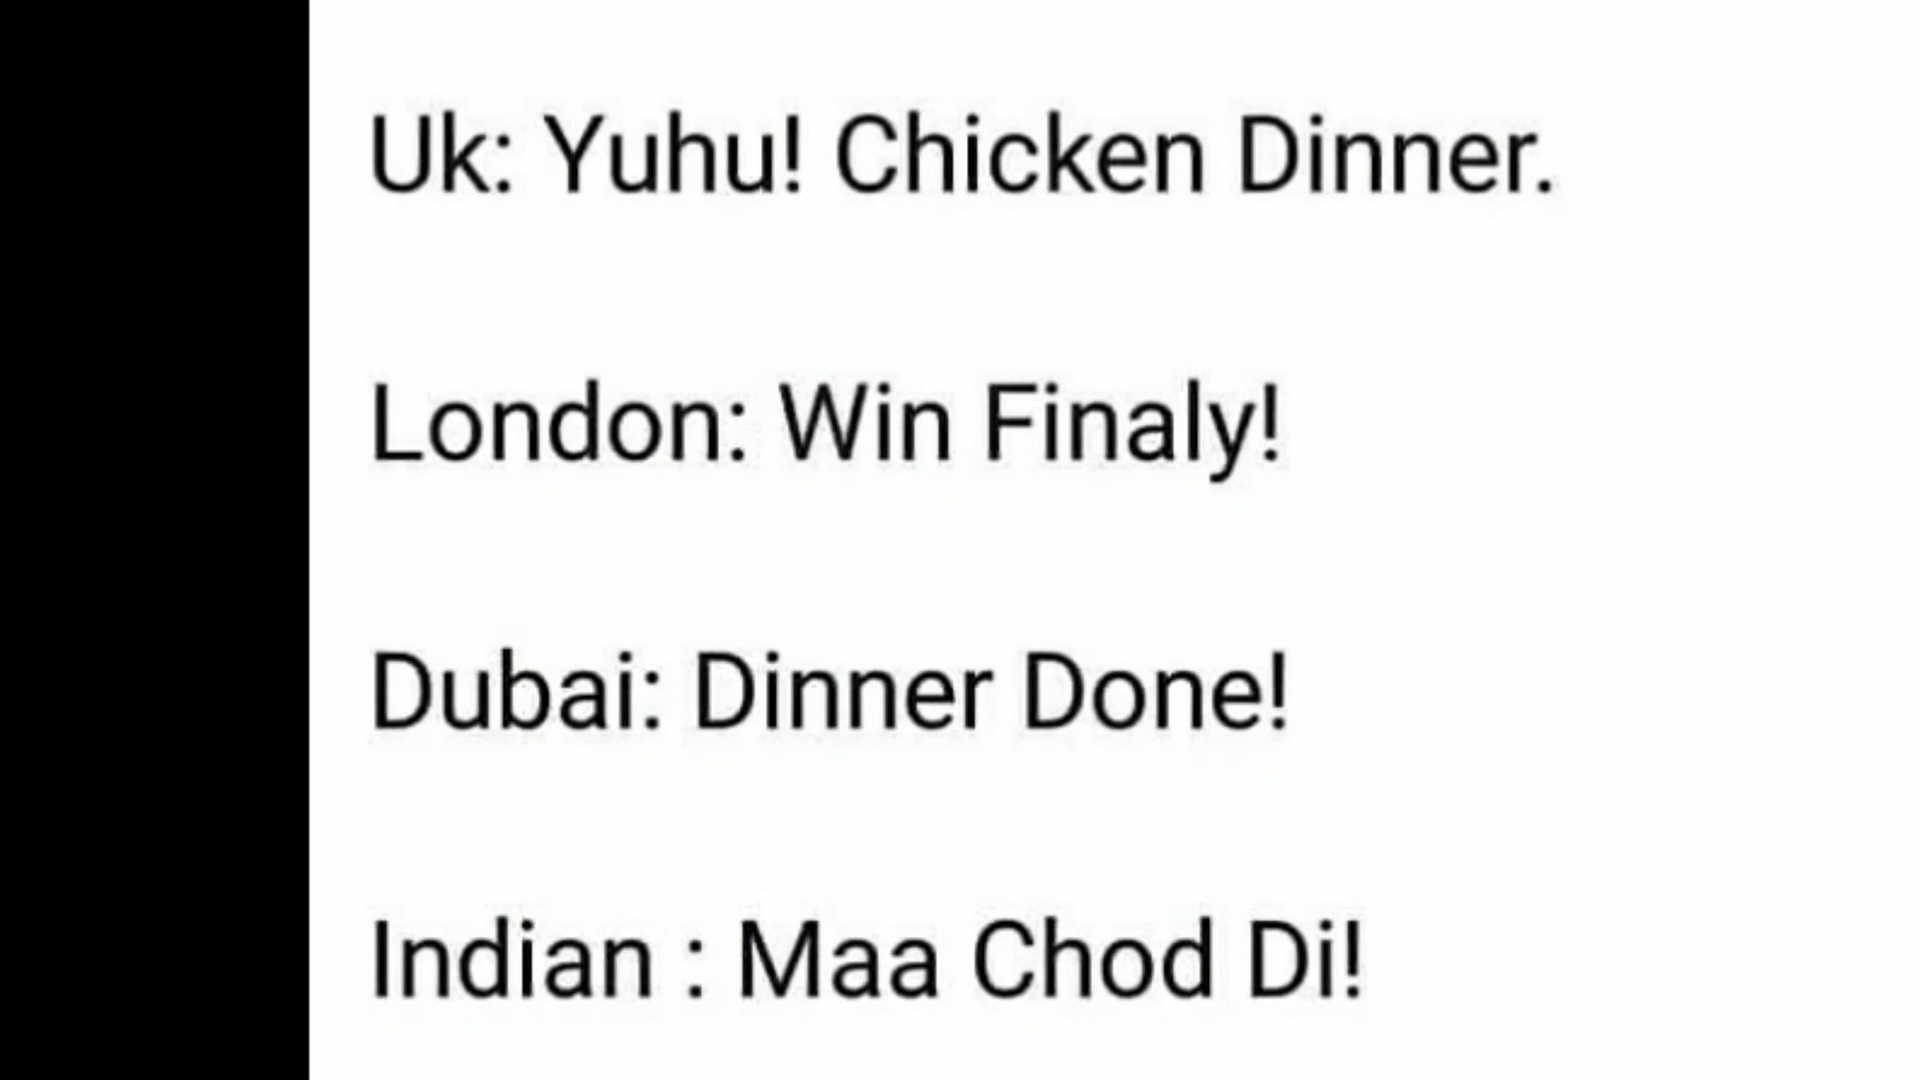 Uk: Yuhu! Chicken Dinner.
London: Win Finaly!
Dubai: Dinner Done!
Indian : Maa Chod Di!